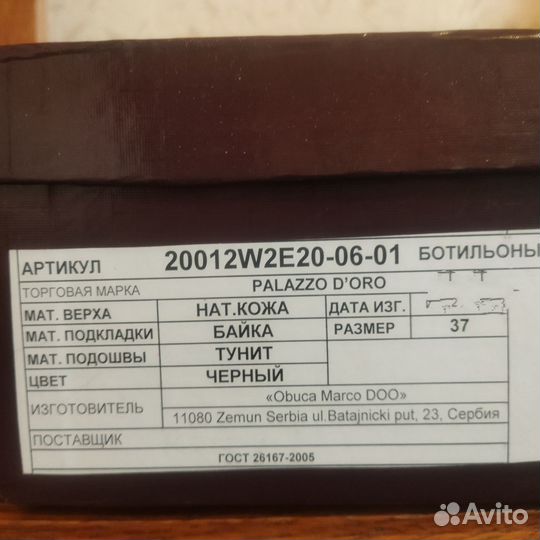 АРТИКУЛ 20012W2E20-06-01 БОТИЛЬОНЫ
ТОРГОВАЯ МАРКА PALAZZO D'ORO
МАТ. ВЕРХА НАТ.КОЖА ДАТА ИЗГ.
МАТ. ПОДКЛАДКИ БАЙКА РАЗМЕР 37
МАТ. ПОДОШВЫ ТУНИТ
ЦВЕТ ЧЕРНЫЙ
ИЗГОТОВИТЕЛЬ «Obuca Marco DOO»
11080 Zemun Serbia ul.Batajnicki put, 23, Сербия
ПОСТАВЩИК
ГОСТ 26167-2005
Avito